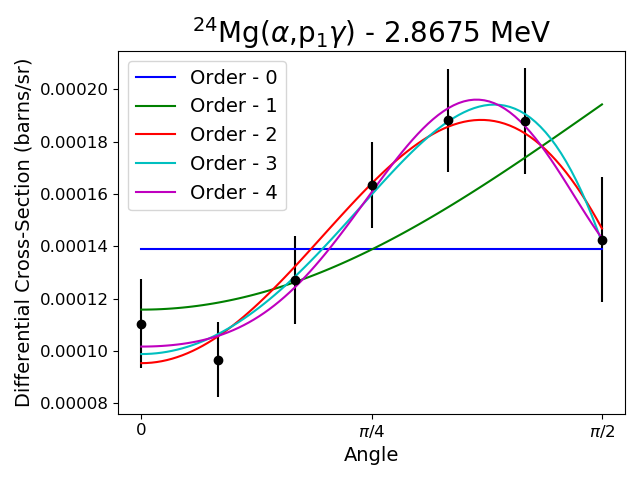 ²⁴Mg(α,p₁γ) - 2.8675 MeV
Differential Cross-Section (barns/sr)
0.00020
0.00018
0.00016
0.00014
0.00012
0.00010
0.00008
Order - 0
Order - 1
Order - 2
Order - 3
Order - 4
0
π/4
π/2
Angle